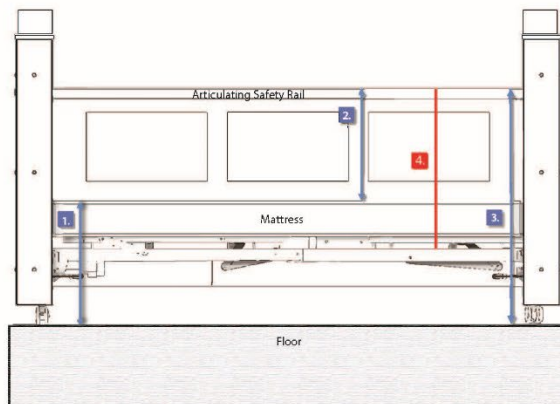 Articulating Safety Rail
2.
4.
1.
Mattress
3.
Floor